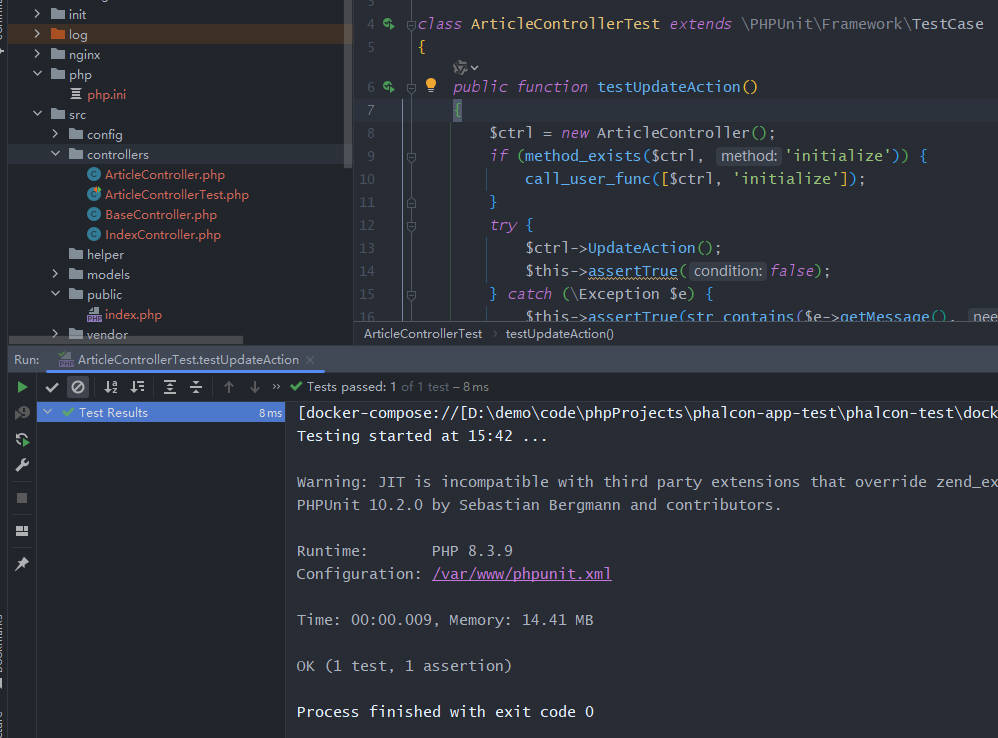 init
log
nginx
php
php.ini
src
config
controllers
ArticleController.php
ArticleControllerTest.php
BaseController.php
IndexController.php
helper
models
public
index.php
vendor
4 class ArticleControllerTest extends \PHPUnit\Framework\TestCase
5 {
6 public function testUpdateAction()
7 {
8 $ctrl = new ArticleController();
9 if (method_exists($ctrl, method: 'initialize')) {
10 call_user_func([$ctrl, 'initialize']);
11 }
12 try {
13 $ctrl->UpdateAction();
14 $this->assertTrue( condition: false);
15 } catch (\Exception $e) {
16 $this->assertTrue(str_contains($e->getMessage(), nee
ArticleControllerTest › testUpdateAction()
Run: ArticleControllerTest.testUpdateAction ×
Tests passed: 1 of 1 test – 8 ms
Test Results 8 ms
[docker-compose://[D:\demo\code\phpProjects\phalcon-app-test\phalcon-test\dock
Testing started at 15:42 ...
Warning: JIT is incompatible with third party extensions that override zend_ex
PHPUnit 10.2.0 by Sebastian Bergmann and contributors.
Runtime: PHP 8.3.9
Configuration: /var/www/phpunit.xml
Time: 00:00.009, Memory: 14.41 MB
OK (1 test, 1 assertion)
Process finished with exit code 0